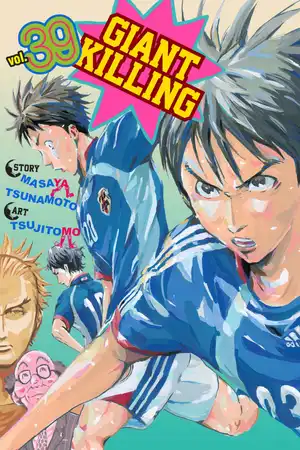 vol. 39
GIANT
KILLING
STORY
MASAYA
TSUNAMOTO
ART
TSUJITOMO